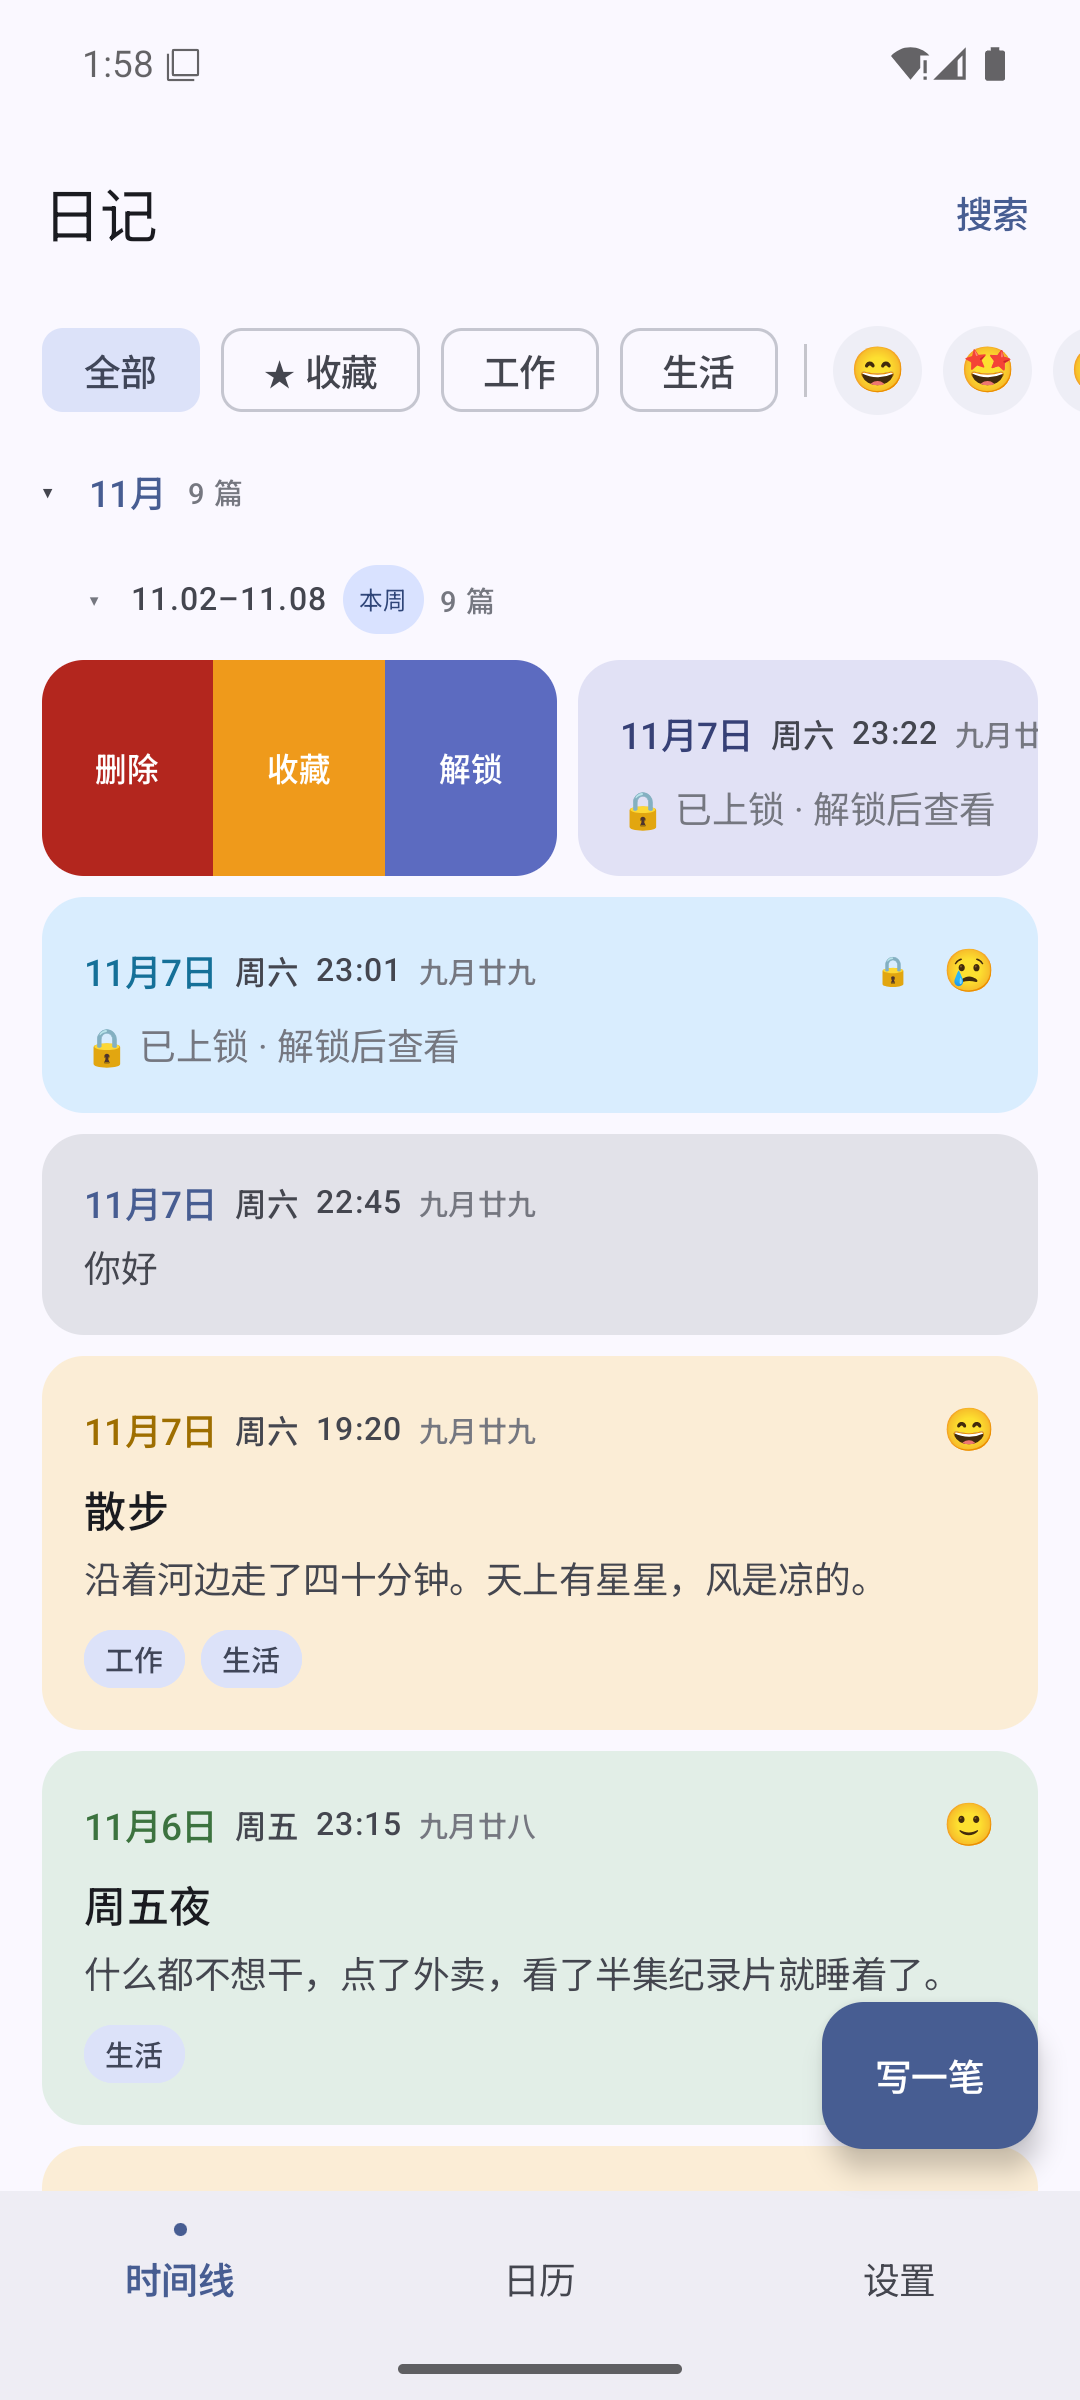 1:58
日记
搜索
全部
★ 收藏
工作
生活
11月 9 篇
11.02–11.08 本周 9 篇
删除
收藏
解锁
11月7日 周六 23:22 九月廿
已上锁 · 解锁后查看
11月7日 周六 23:01 九月廿九
已上锁 · 解锁后查看
11月7日 周六 22:45 九月廿九
你好
11月7日 周六 19:20 九月廿九
散步
沿着河边走了四十分钟。天上有星星，风是凉的。
工作
生活
11月6日 周五 23:15 九月廿八
周五夜
什么都不想干，点了外卖，看了半集纪录片就睡着了。
生活
写一笔
时间线
日历
设置